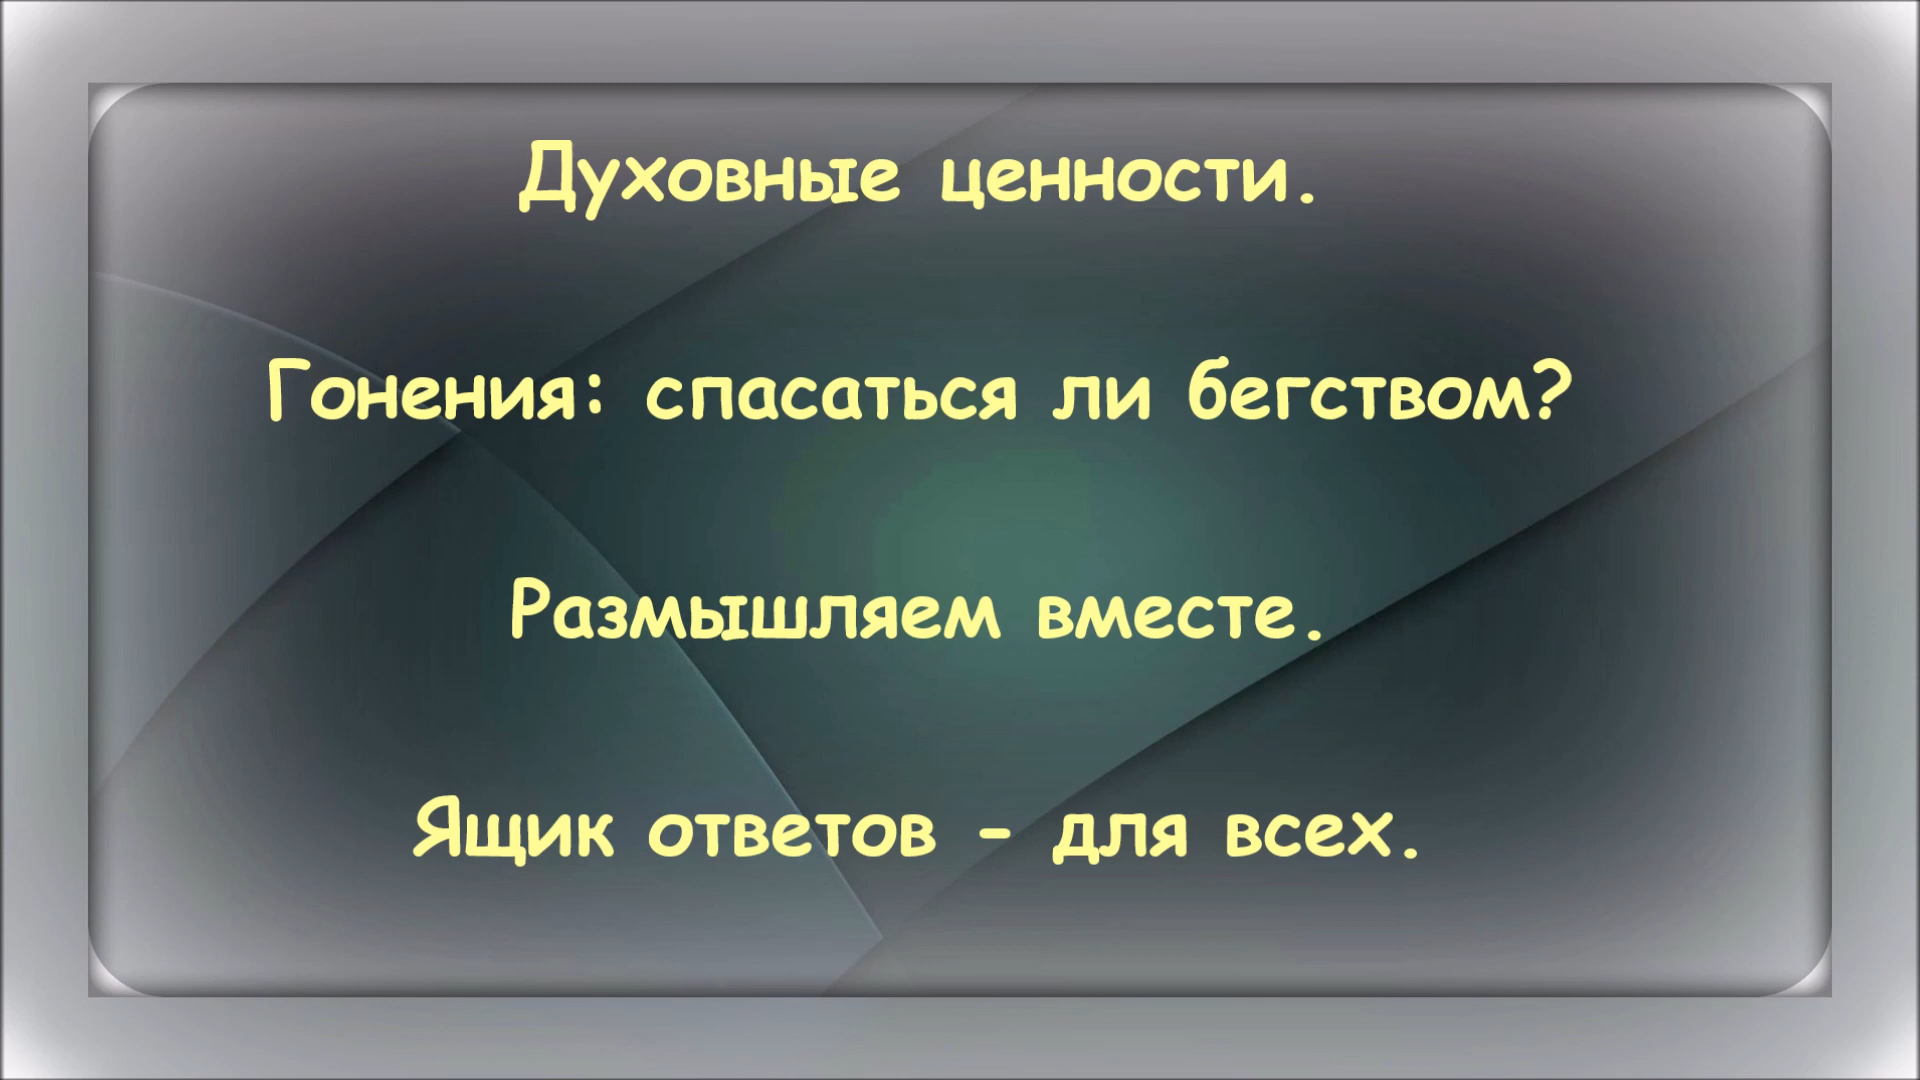 Духовные ценности.
Гонения: спасаться ли бегством?
Размышляем вместе.
Ящик ответов - для всех.